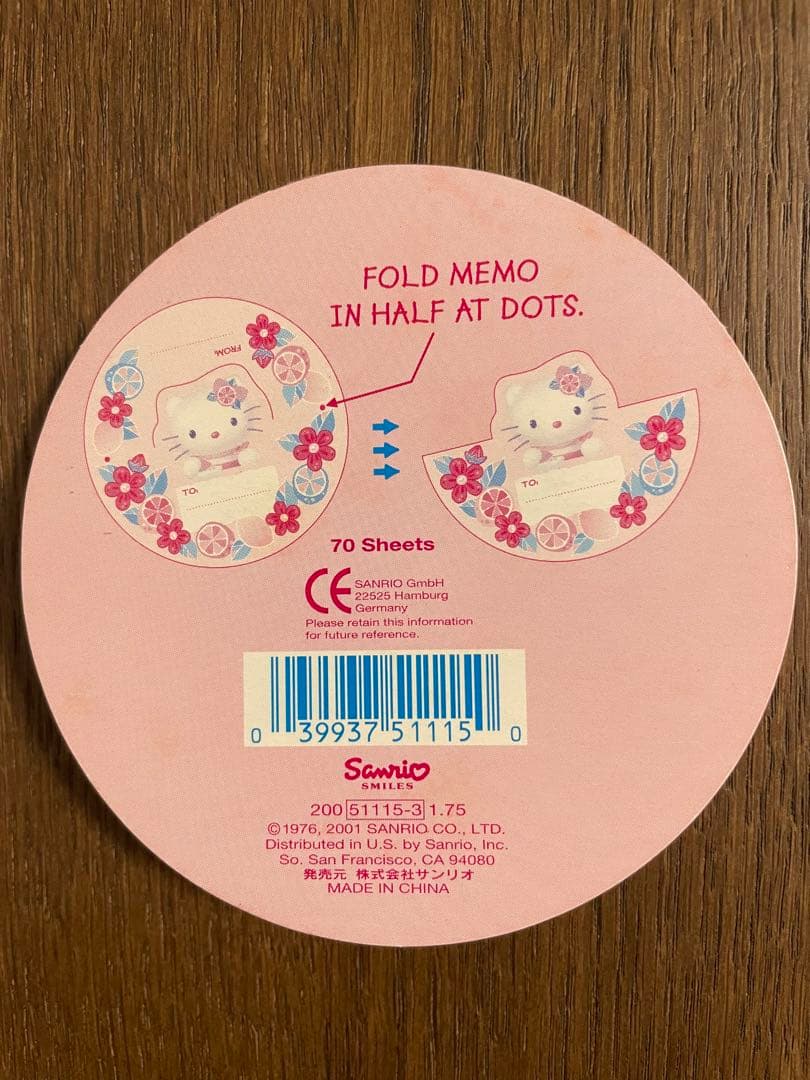 FOLD MEMO
IN HALF AT DOTS.
FROM:
TO:
TO:
70 Sheets
CE
SANRIO GmbH
22525 Hamburg
Germany
Please retain this information
for future reference.
0 39937 51115 0
Sanrio
SMILES
200 51115-3 1.75
©1976, 2001 SANRIO CO., LTD.
Distributed in U.S. by Sanrio, Inc.
So. San Francisco, CA 94080
発売元 株式会社サンリオ
MADE IN CHINA